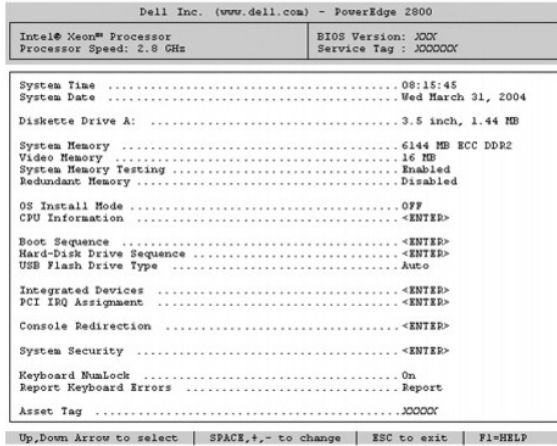 Dell Inc. (www.dell.com) - PowerEdge 2800
Intel® Xeon™ Processor
Processor Speed: 2.8 GHz
BIOS Version: XXX
Service Tag : XXXXXX
System Time ........................................ 08:15:45
System Date ........................................ Wed March 31, 2004
Diskette Drive A: .................................. 3.5 inch, 1.44 MB
System Memory ...................................... 6144 MB ECC DDR2
Video Memory ....................................... 16 MB
System Memory Testing .............................. Enabled
Redundant Memory ................................... Disabled
OS Install Mode .................................... OFF
CPU Information .................................... <ENTER>
Boot Sequence ...................................... <ENTER>
Hard-Disk Drive Sequence ........................... <ENTER>
USB Flash Drive Type ............................... Auto
Integrated Devices ................................. <ENTER>
PCI IRQ Assignment ................................. <ENTER>
Console Redirection ................................ <ENTER>
System Security .................................... <ENTER>
Keyboard NumLock ................................... On
Report Keyboard Errors ............................. Report
Asset Tag .......................................... XXXXX
Up,Down Arrow to select | SPACE,+,- to change | ESC to exit | F1=HELP